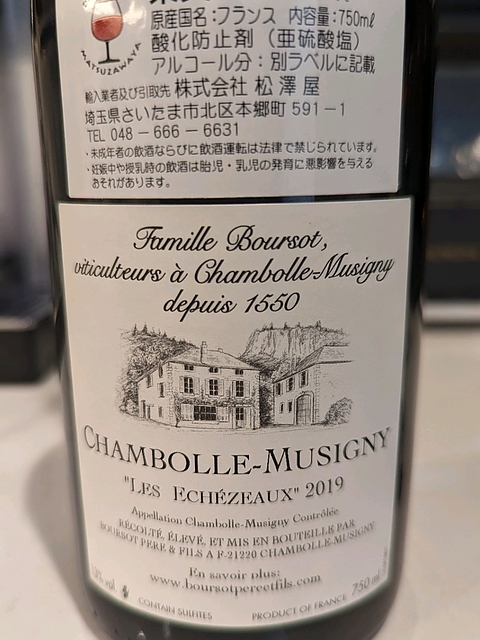 MATSUZAWAYA
原産国名:フランス 内容量:750mℓ
酸化防止剤(亜硫酸塩)
アルコール分:別ラベルに記載
輸入業者及び引取先 株式会社 松澤屋
埼玉県さいたま市北区本郷町 591-1
TEL 048-666-6631
・未成年者の飲酒ならびに飲酒運転は法律で禁じられています。
・妊娠中や授乳時の飲酒は胎児・乳児の発育に悪影響を与える
おそれがあります。
Famille Boursot,
viticulteurs à Chambolle-Musigny
depuis 1550
CHAMBOLLE-MUSIGNY
"LES ECHÉZEAUX" 2019
Appellation Chambolle-Musigny Contrôlée
RÉCOLTÉ, ÉLEVÉ, ET MIS EN BOUTEILLE PAR
BOURSOT PERE & FILS A F-21220 CHAMBOLLE-MUSIGNY
En savoir plus:
www.boursotpereetfils.com
vol. 750 ml
CONTAIN SULFITES PRODUCT OF FRANCE